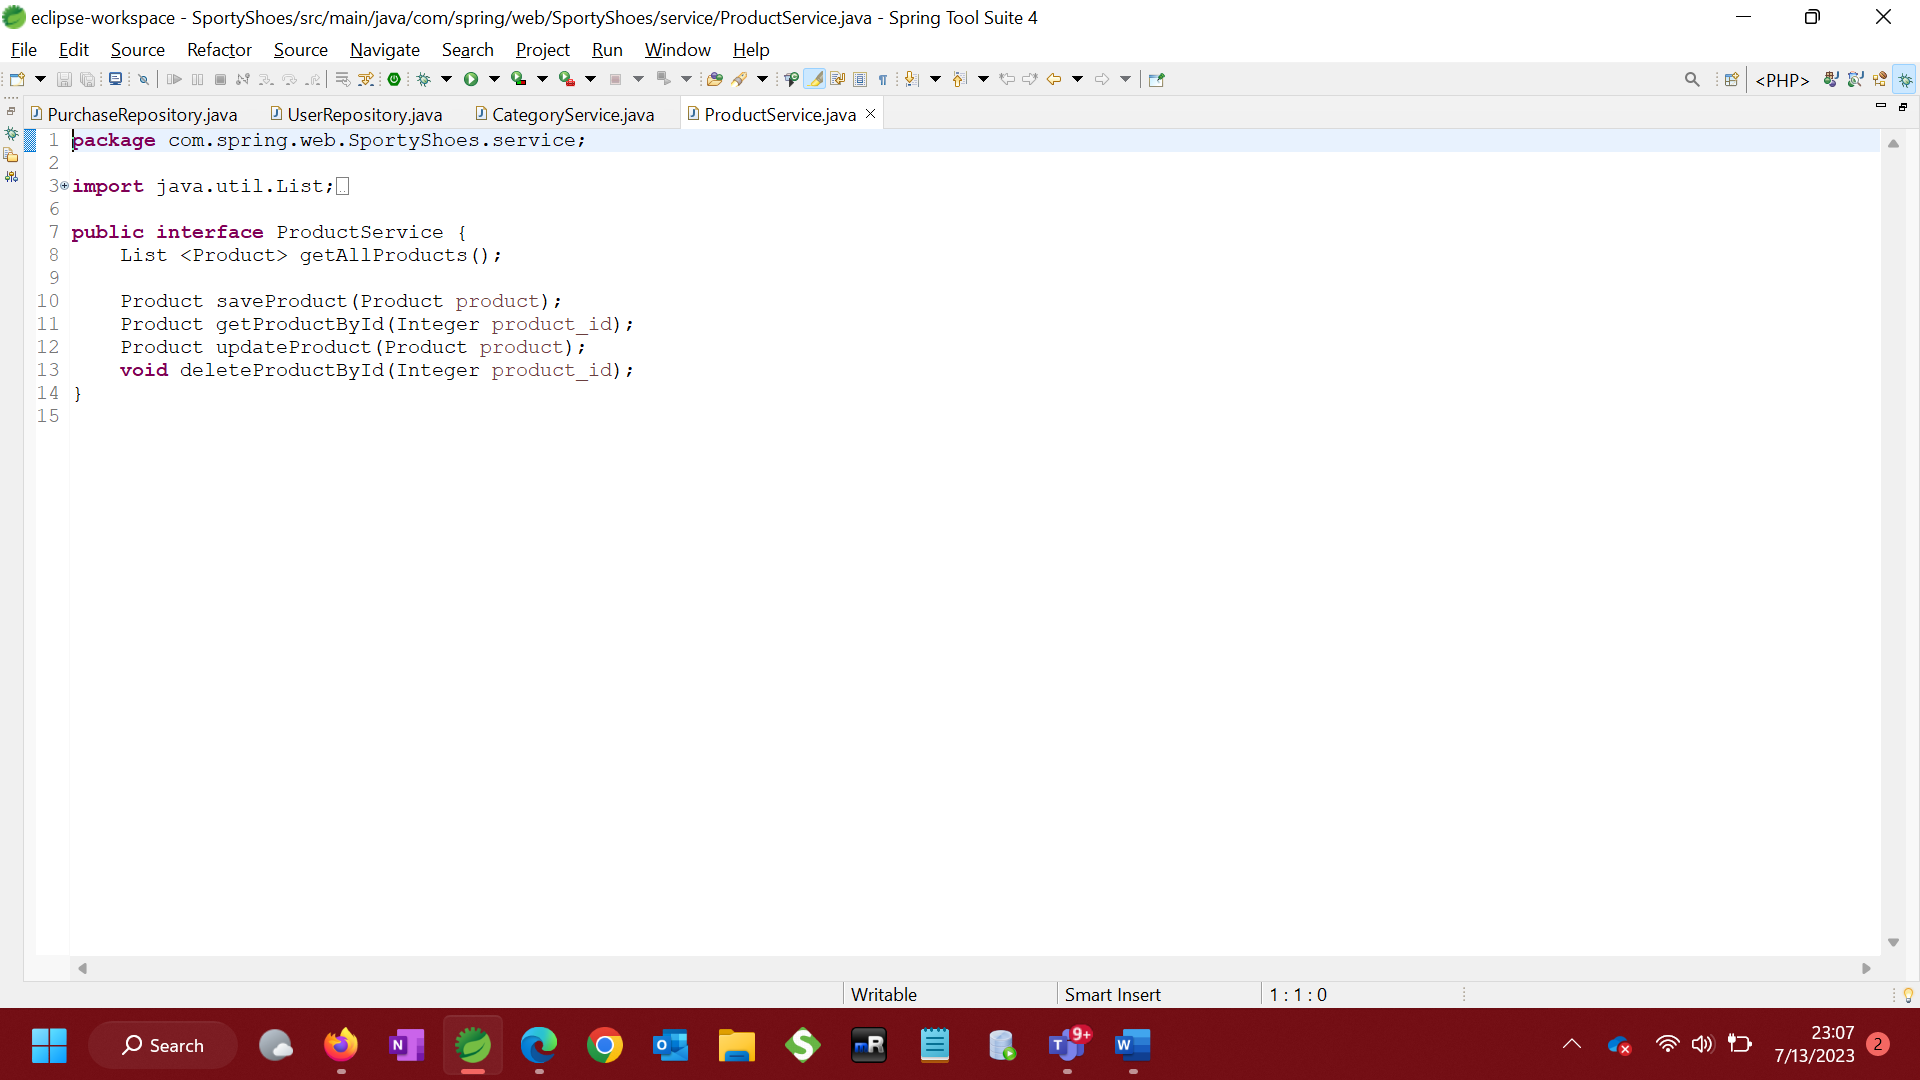 eclipse-workspace - SportyShoes/src/main/java/com/spring/web/SportyShoes/service/ProductService.java - Spring Tool Suite 4
File Edit Source Refactor Source Navigate Search Project Run Window Help
<PHP>
PurchaseRepository.java UserRepository.java CategoryService.java ProductService.java
1 package com.spring.web.SportyShoes.service;
2
3 import java.util.List;
6
7 public interface ProductService {
8 List <Product> getAllProducts();
9
10 Product saveProduct(Product product);
11 Product getProductById(Integer product_id);
12 Product updateProduct(Product product);
13 void deleteProductById(Integer product_id);
14 }
15
Writable Smart Insert 1 : 1 : 0
Search N O S mR T 9+ W 23:07 2
7/13/2023